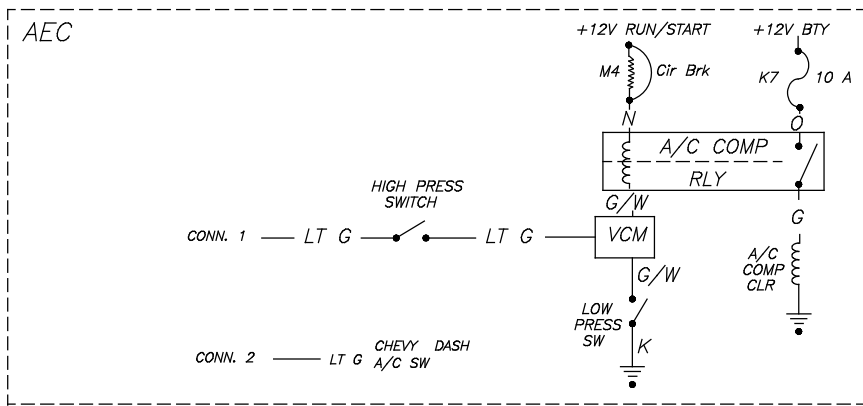 AEC
+12V RUN/START
+12V BTY
M4
Cir Brk
K7
10 A
N
O
A/C COMP
RLY
HIGH PRESS
SWITCH
G/W
G
CONN. 1
LT G
LT G
VCM
A/C
COMP
CLR
G/W
LOW
PRESS
SW
K
CONN. 2
LT G
CHEVY DASH
A/C SW